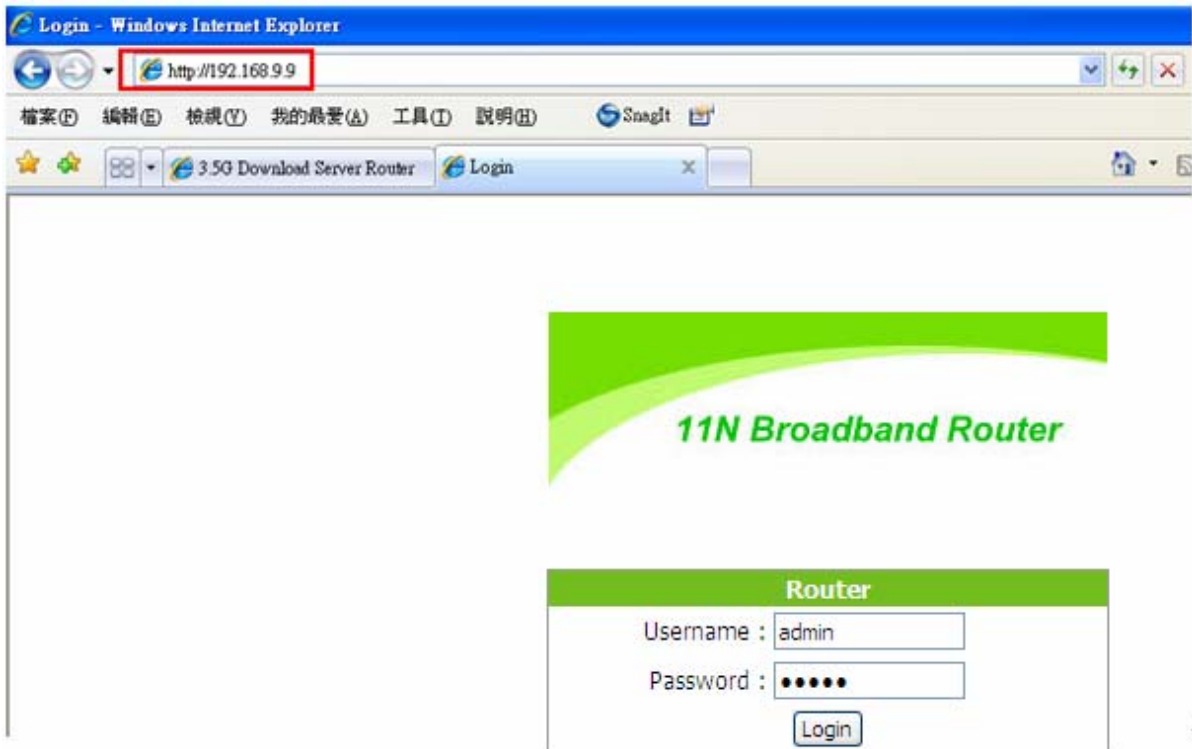 Login - Windows Internet Explorer
http://192.168.9.9
檔案(F) 編輯(E) 檢視(V) 我的最愛(A) 工具(T) 説明(H) SnagIt
3.5G Download Server Router Login
11N Broadband Router
Router
Username : admin
Password : •••••
Login